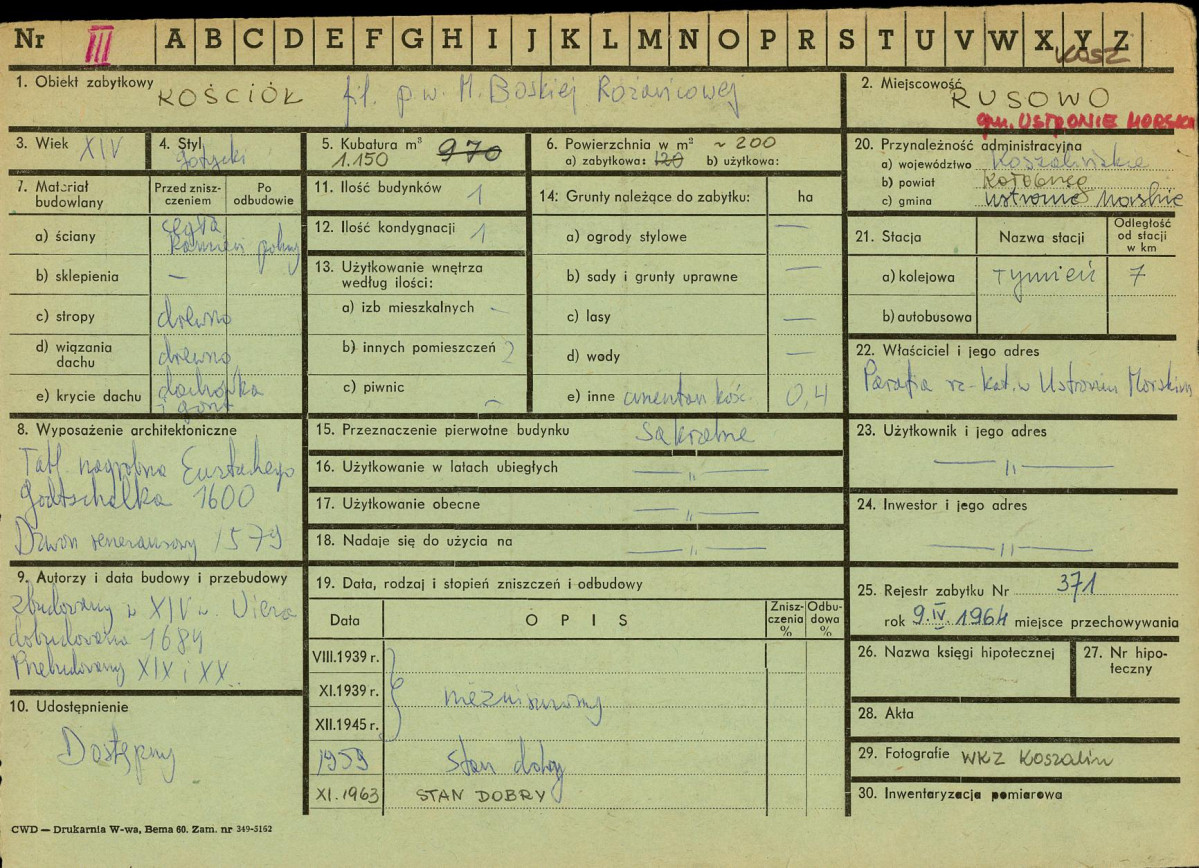 Nr III A B C D E F G H I J K L M N O P R S T U V W X Y Z
KOSZ
1. Obiekt zabytkowy KOŚCIÓŁ fil. p.w. M. Boskiej Różańcowej
2. Miejscowość RUSOWO
gm. USTRONIE MORSKIE
3. Wiek XIV
4. Styl gotycki
5. Kubatura m³ 970
1.150
6. Powierzchnia w m² ~ 200
a) zabytkowa: 120 b) użytkowa:
20. Przynależność administracyjna
a) województwo Koszalińskie
b) powiat Kołobrzeg
c) gmina Ustronie Morskie
7. Materiał budowlany
Przed zniszczeniem
Po odbudowie
a) ściany cegła
kamień polny
b) sklepienia —
c) stropy drewno
d) wiązania dachu drewno
e) krycie dachu dachówka
i gont
11. Ilość budynków 1
12. Ilość kondygnacji 1
13. Użytkowanie wnętrza
według ilości:
a) izb mieszkalnych -
b) innych pomieszczeń 2
c) piwnic -
14: Grunty należące do zabytku: ha
a) ogrody stylowe —
b) sady i grunty uprawne —
c) lasy —
d) wody —
e) inne cmentarz kośc. 0,4
21. Stacja
Nazwa stacji
Odległość
od stacji
w km
a) kolejowa Tymień 7
b) autobusowa
22. Właściciel i jego adres
Parafia rz-kat. w Ustroniu Morskim
8. Wyposażenie architektoniczne
Tabl. nagrobna Eustachego
Godtschalka 1600
Dzwon renesansowy 1579
15. Przeznaczenie pierwotne budynku sakralne
16. Użytkowanie w latach ubiegłych —"—
17. Użytkowanie obecne —"—
18. Nadaje się do użycia na —"—
23. Użytkownik i jego adres
—"—
24. Inwestor i jego adres
—"—
9. Autorzy i data budowy i przebudowy
Zbudowany w XIV w. Wieża
dobudowana 1684
Przebudowany XIX i XX.
10. Udostępnienie
Dostępny
19. Data, rodzaj i stopień zniszczeń i odbudowy
Data
O P I S
Zniszczenia %
Odbudowa %
VIII.1939 r.
XI.1939 r. niezniszczony
XII.1945 r.
1959 stan dobry
XI.1963 STAN DOBRY
25. Rejestr zabytku Nr 371
rok 9.IV.1964 miejsce przechowywania
26. Nazwa księgi hipotecznej
27. Nr hipoteczny
28. Akta
29. Fotografie WKZ Koszalin
30. Inwentaryzacja pomiarowa
CWD — Drukarnia W-wa, Bema 60. Zam. nr 349-5162